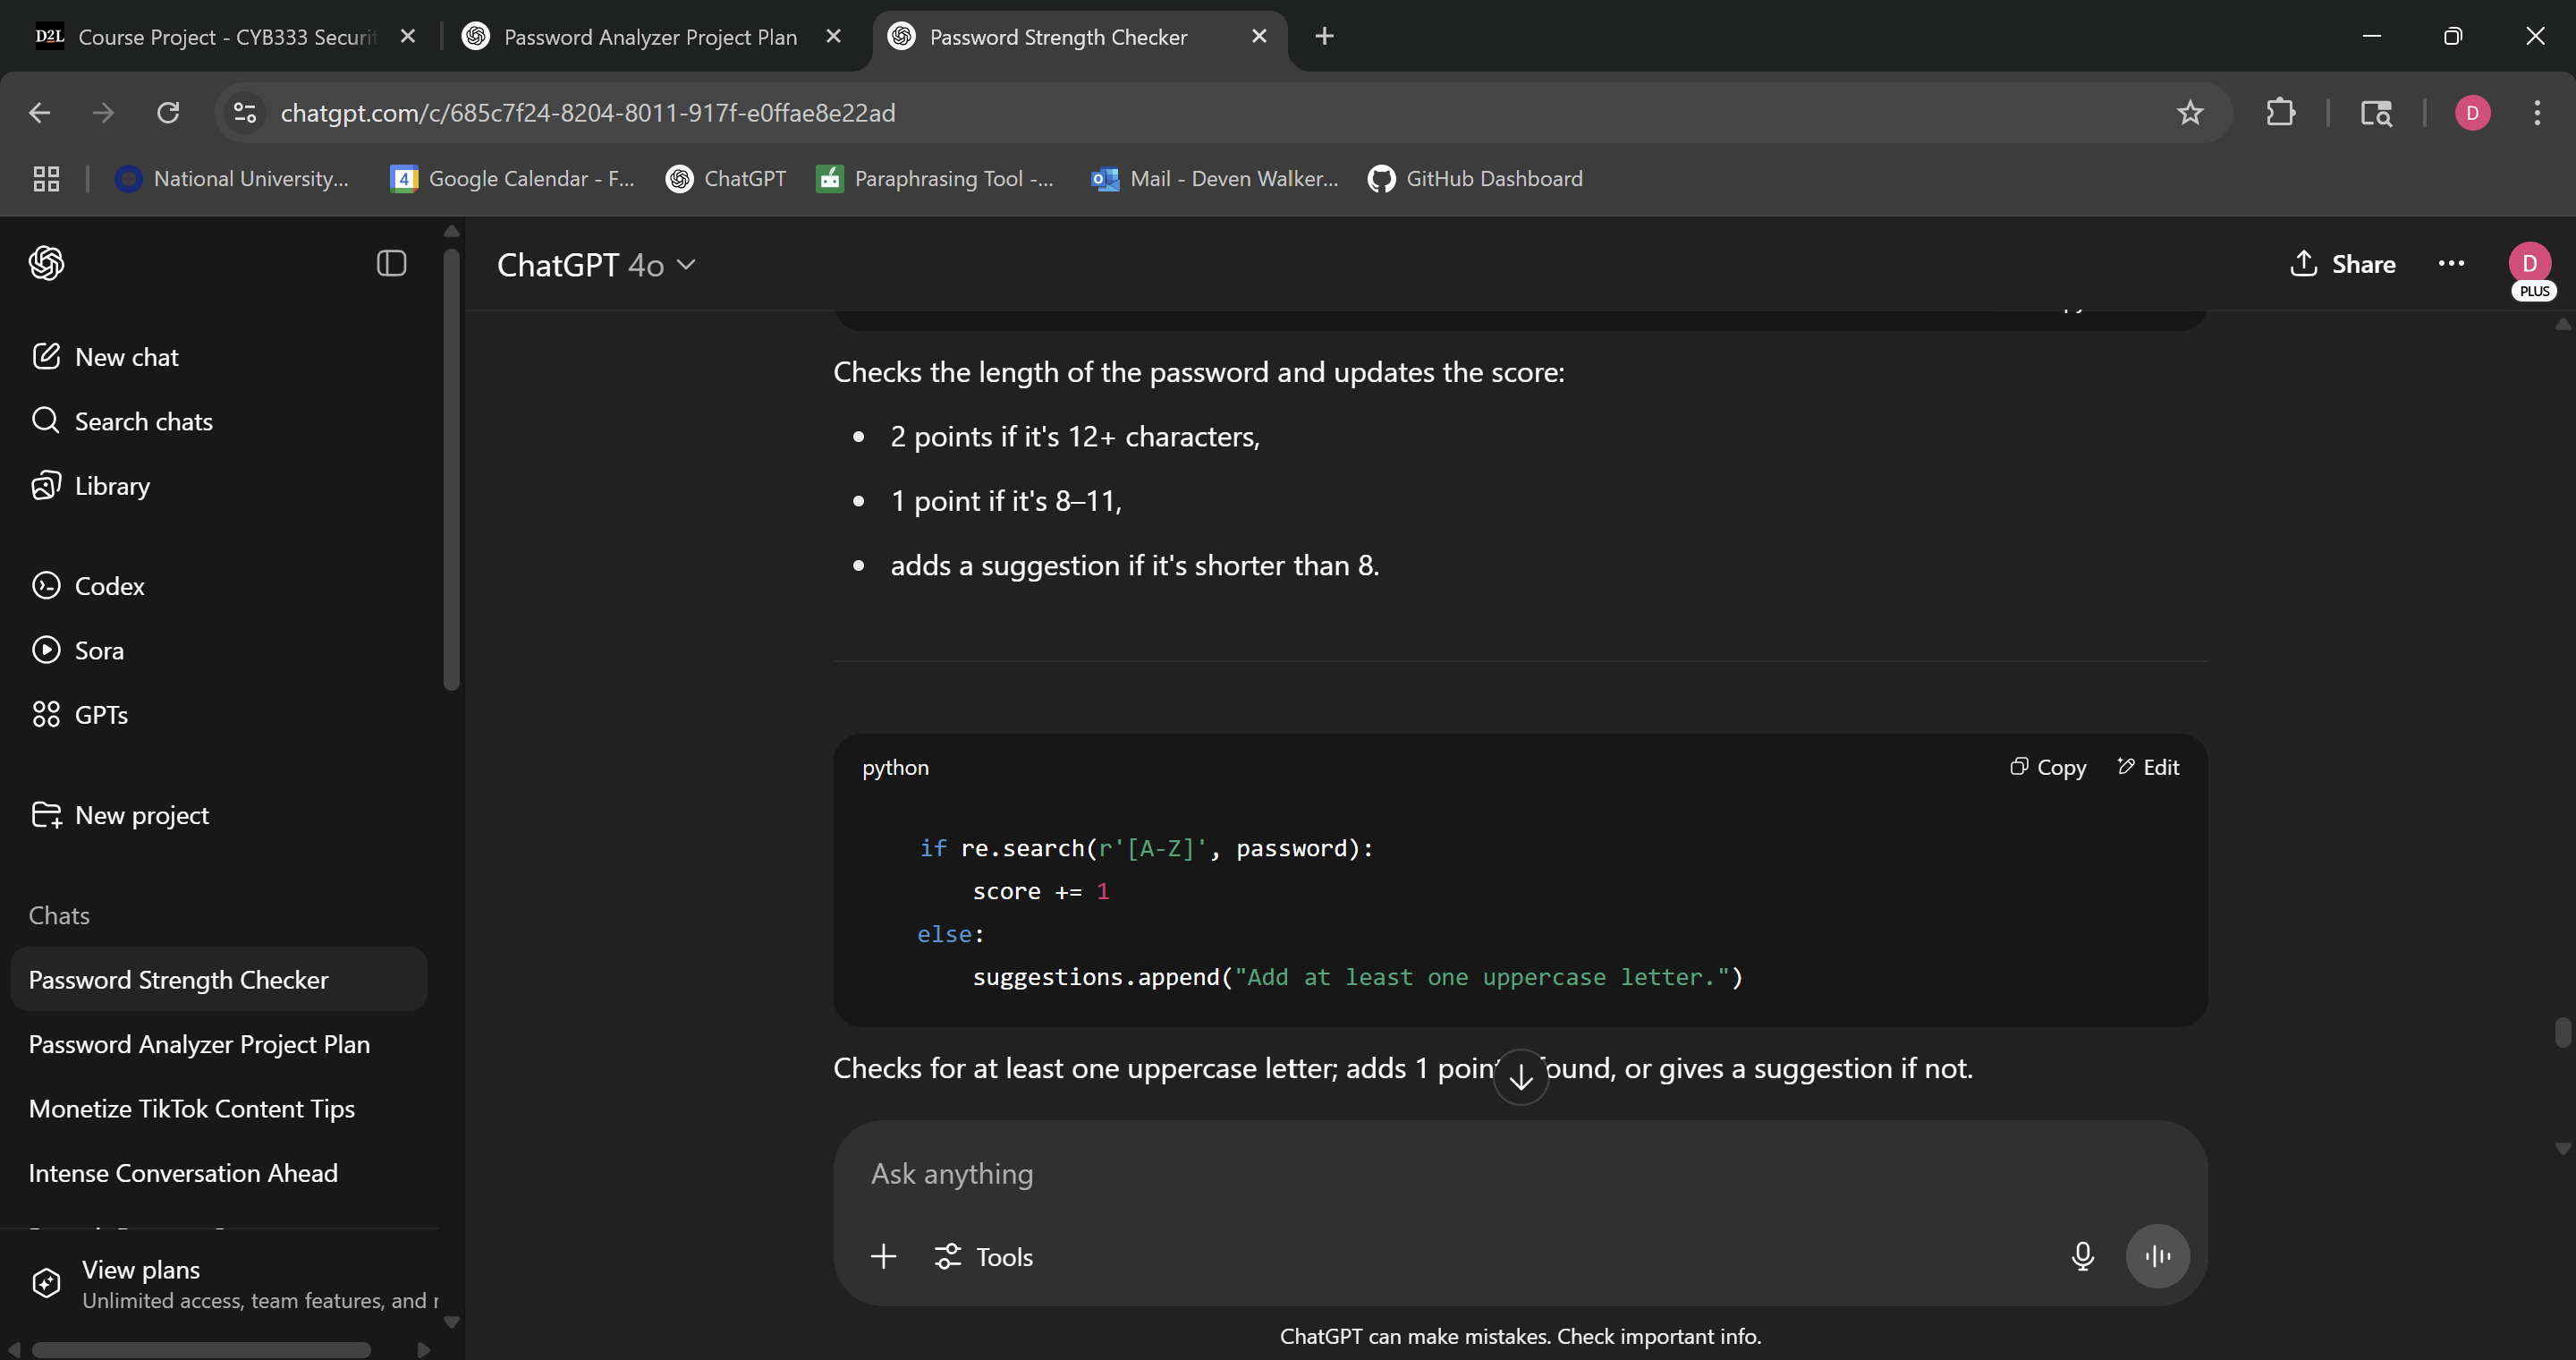 D2L Course Project - CYB333 Securit
Password Analyzer Project Plan
Password Strength Checker
chatgpt.com/c/685c7f24-8204-8011-917f-e0ffae8e22ad
D
National University...
4 Google Calendar - F...
ChatGPT
Paraphrasing Tool -...
Mail - Deven Walker...
GitHub Dashboard
New chat
Search chats
Library
Codex
Sora
GPTs
New project
Chats
Password Strength Checker
Password Analyzer Project Plan
Monetize TikTok Content Tips
Intense Conversation Ahead
View plans
Unlimited access, team features, and
ChatGPT 4o
Share
D
PLUS
Checks the length of the password and updates the score:
• 2 points if it's 12+ characters,
• 1 point if it's 8–11,
• adds a suggestion if it's shorter than 8.
python
Copy
Edit
if re.search(r'[A-Z]', password):
score += 1
else:
suggestions.append("Add at least one uppercase letter.")
Checks for at least one uppercase letter; adds 1 point found, or gives a suggestion if not.
Ask anything
Tools
ChatGPT can make mistakes. Check important info.